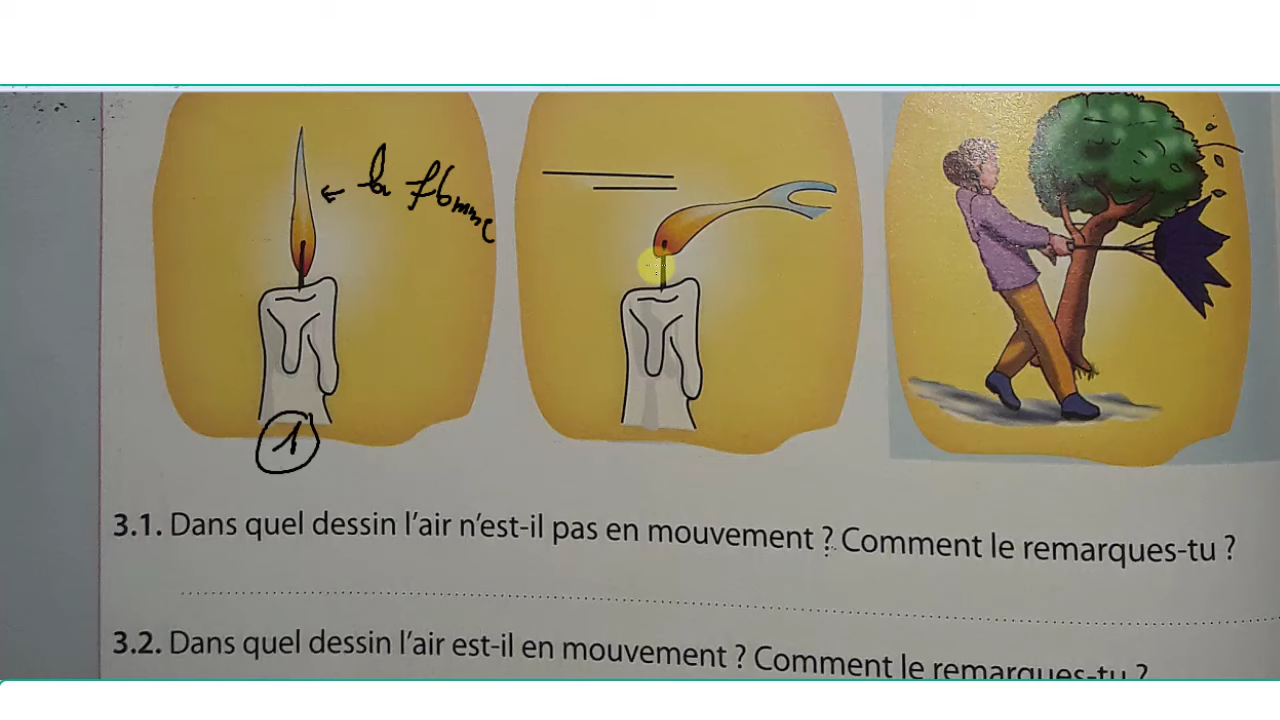 la flamme
1
3.1. Dans quel dessin l'air n'est-il pas en mouvement ? Comment le remarques-tu ?
3.2. Dans quel dessin l'air est-il en mouvement ? Comment le remarques-tu ?